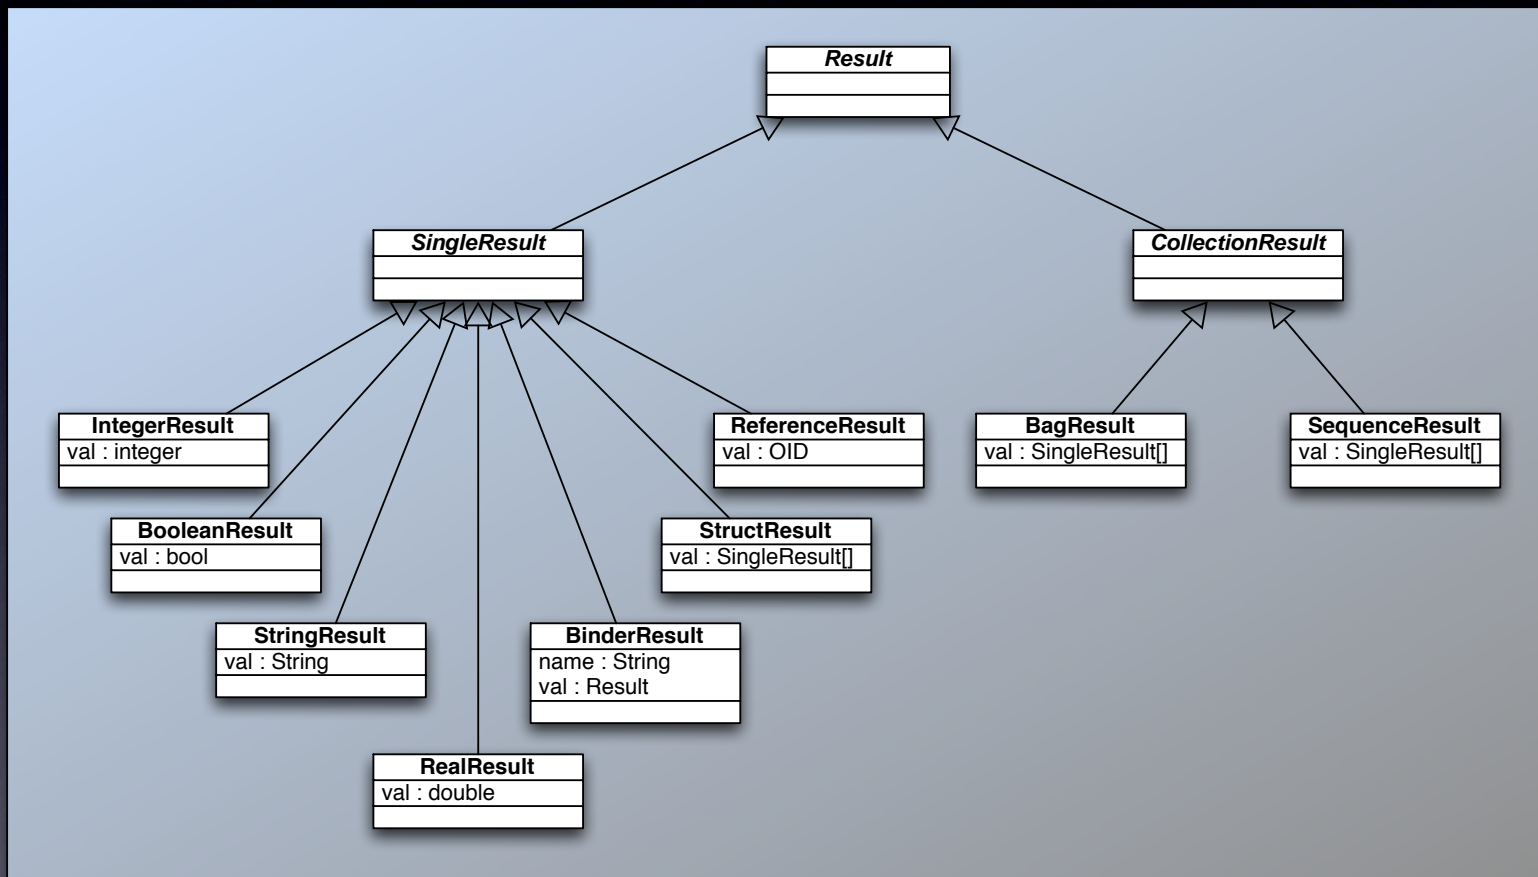 Result
SingleResult
CollectionResult
IntegerResult
val : integer
ReferenceResult
val : OID
BagResult
val : SingleResult[]
SequenceResult
val : SingleResult[]
BooleanResult
val : bool
StructResult
val : SingleResult[]
StringResult
val : String
BinderResult
name : String
val : Result
RealResult
val : double